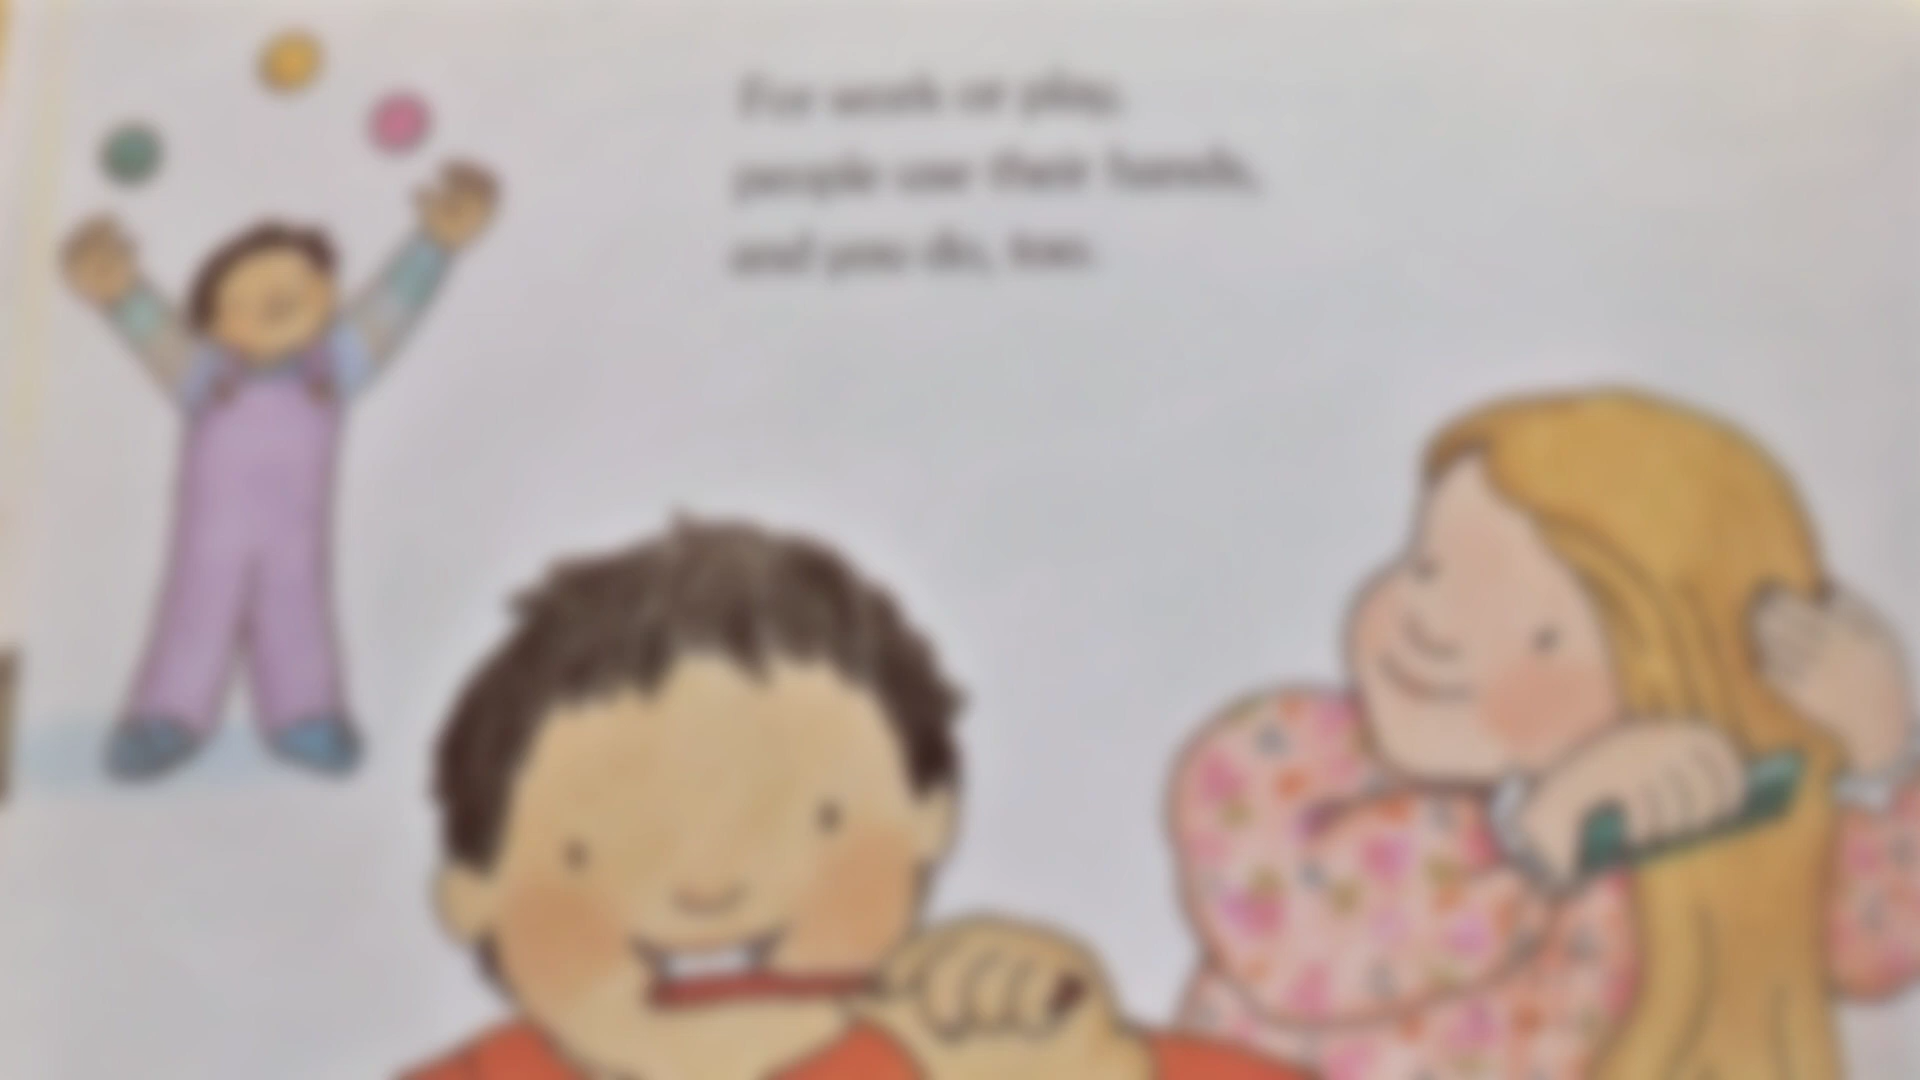 For work or play,
people use their hands,
and you do, too.